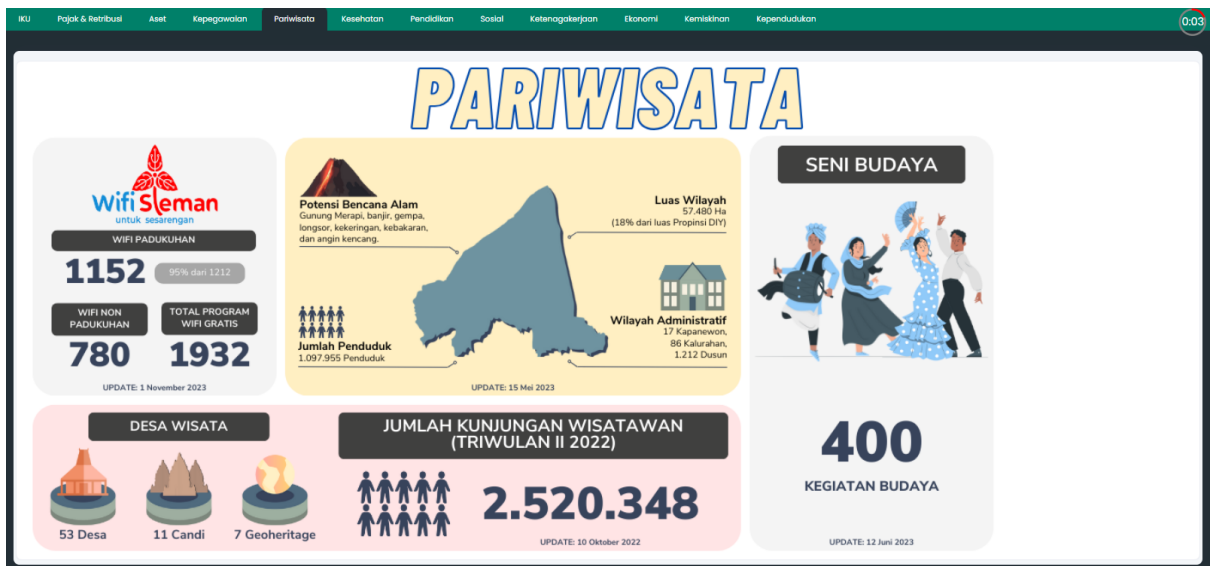 IKU Pajak & Retribusi Aset Kepegawaian Pariwisata Kesehatan Pendidikan Sosial Ketenagakerjaan Ekonomi Kemiskinan Kependudukan
0:03
PARIWISATA
Wifi Sleman
untuk sesarengan
WIFI PADUKUHAN
1152
95% dari 1212
WIFI NON
PADUKUHAN
780
TOTAL PROGRAM
WIFI GRATIS
1932
UPDATE: 1 November 2023
Potensi Bencana Alam
Gunung Merapi, banjir, gempa,
longsor, kekeringan, kebakaran,
dan angin kencang.
Luas Wilayah
57.480 Ha
(18% dari luas Propinsi DIY)
Jumlah Penduduk
1.097.955 Penduduk
Wilayah Administratif
17 Kapanewon,
86 Kalurahan,
1.212 Dusun
UPDATE: 15 Mei 2023
SENI BUDAYA
400
KEGIATAN BUDAYA
UPDATE: 12 Juni 2023
DESA WISATA
53 Desa
11 Candi
7 Geoheritage
JUMLAH KUNJUNGAN WISATAWAN
(TRIWULAN II 2022)
2.520.348
UPDATE: 10 Oktober 2022